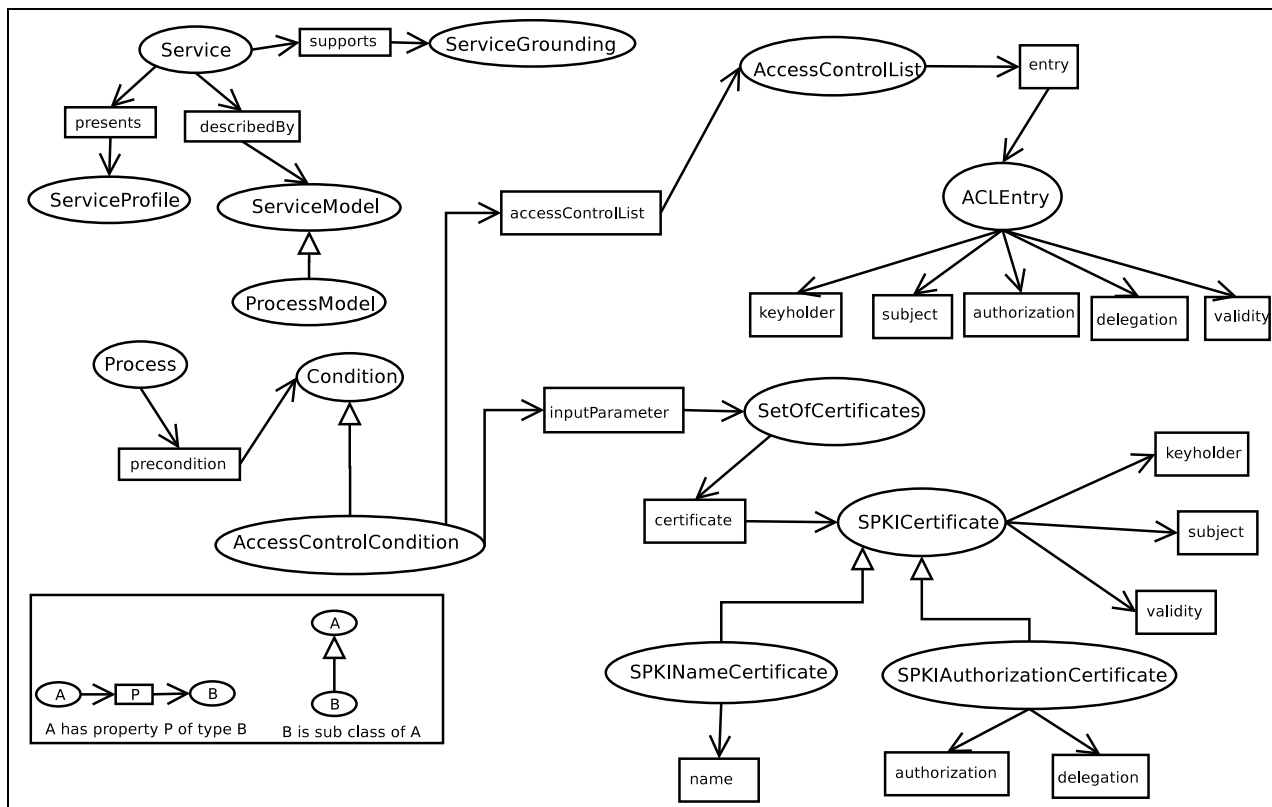 Service
supports
ServiceGrounding
AccessControlList
entry
presents
describedBy
ServiceProfile
ServiceModel
accessControlList
ACLEntry
ProcessModel
keyholder
subject
authorization
delegation
validity
Process
Condition
inputParameter
SetOfCertificates
precondition
keyholder
certificate
SPKICertificate
subject
AccessControlCondition
validity
A
SPKINameCertificate
SPKIAuthorizationCertificate
A
P
B
B
A has property P of type B
B is sub class of A
name
authorization
delegation